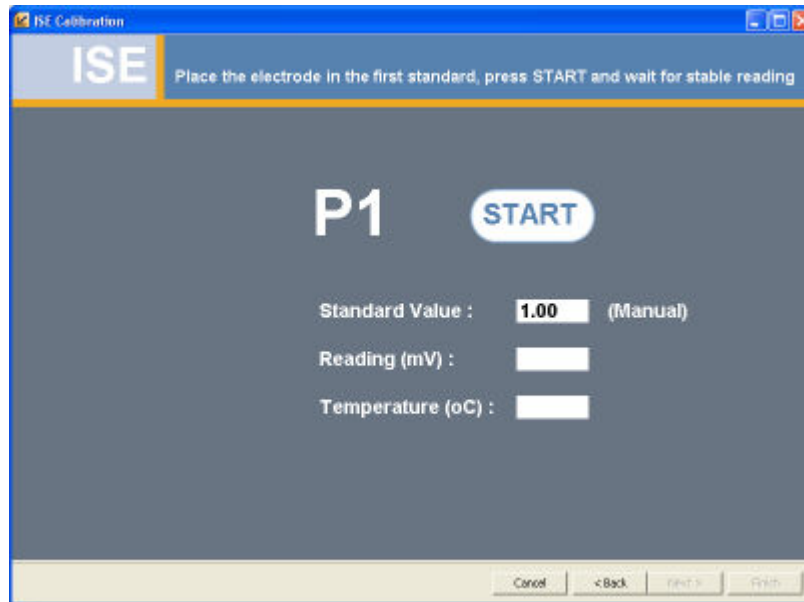 ISE Calibration
ISE
Place the electrode in the first standard, press START and wait for stable reading
P1 START
Standard Value : 1.00 (Manual)
Reading (mV) :
Temperature (oC) :
Cancel < Back Next > Finish